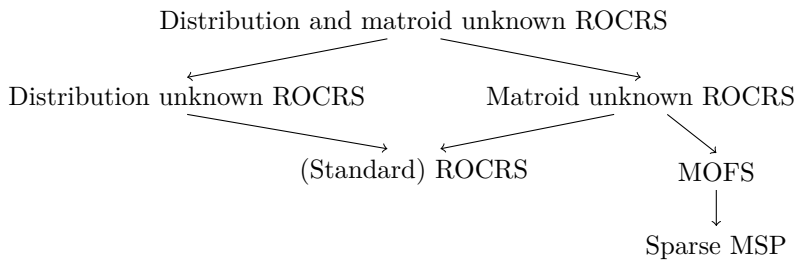 Distribution and matroid unknown ROCRS
Distribution unknown ROCRS
Matroid unknown ROCRS
(Standard) ROCRS
MOFS
Sparse MSP